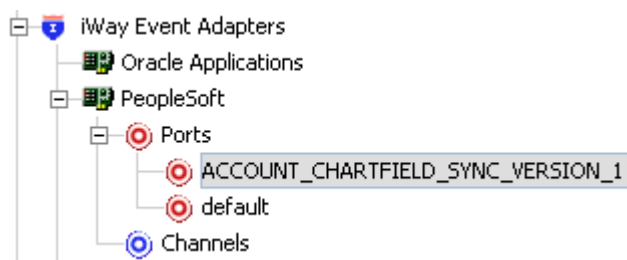 iWay Event Adapters
Oracle Applications
PeopleSoft
Ports
ACCOUNT_CHARTFIELD_SYNC_VERSION_1
default
Channels